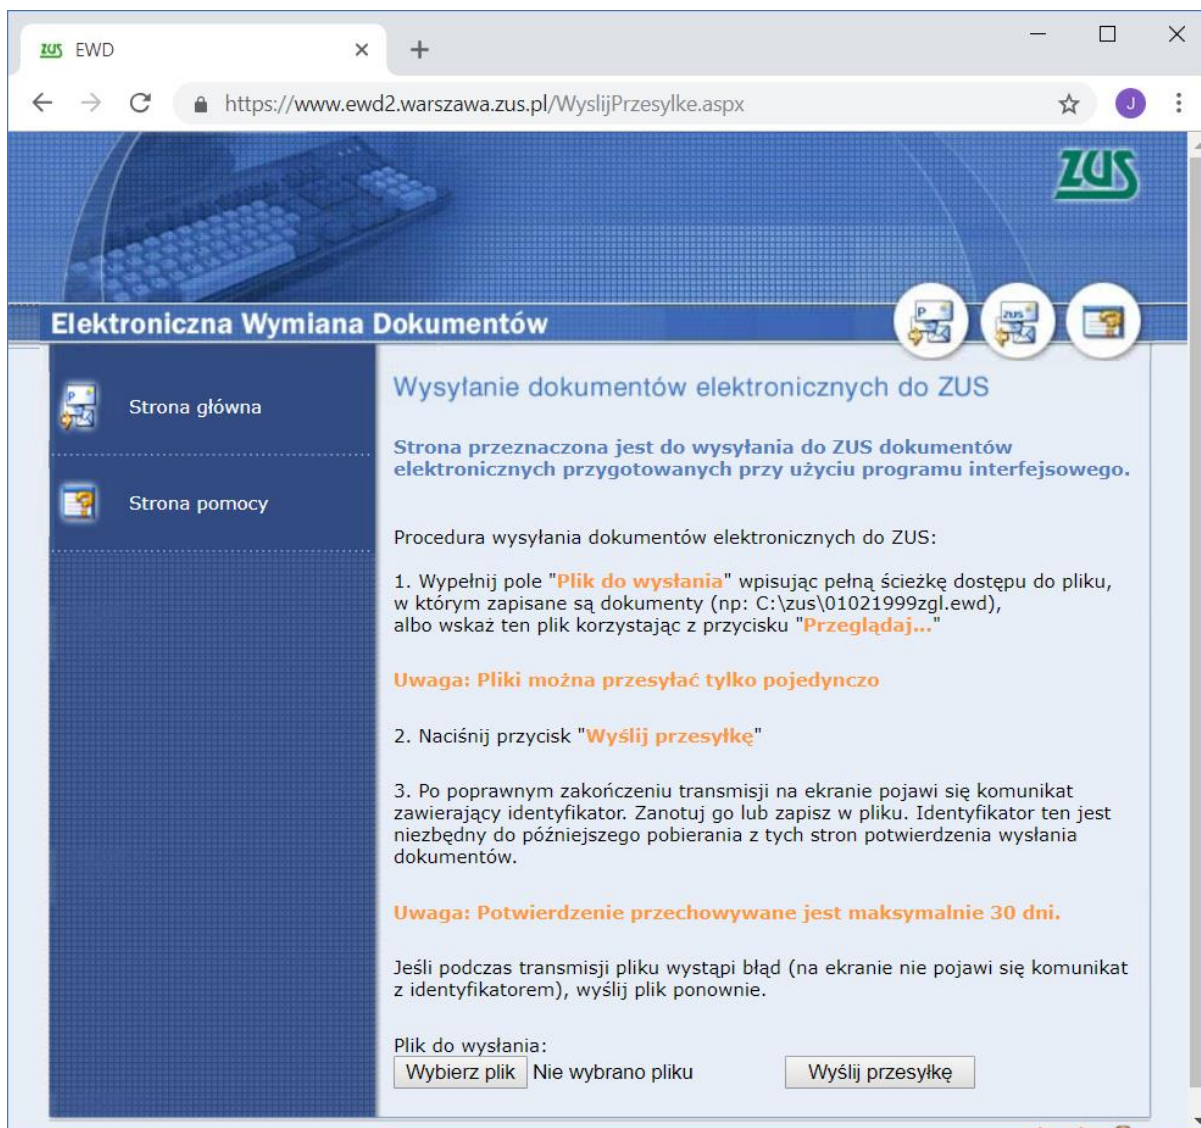 ZUS EWD
https://www.ewd2.warszawa.zus.pl/WyslijPrzesylke.aspx
J
ZUS
Elektroniczna Wymiana Dokumentów
P
ZUS
P
Strona główna
Strona pomocy
Wysyłanie dokumentów elektronicznych do ZUS
Strona przeznaczona jest do wysyłania do ZUS dokumentów
elektronicznych przygotowanych przy użyciu programu interfejsowego.
Procedura wysyłania dokumentów elektronicznych do ZUS:
1. Wypełnij pole "Plik do wysłania" wpisując pełną ścieżkę dostępu do pliku,
w którym zapisane są dokumenty (np: C:\zus\01021999zgl.ewd),
albo wskaż ten plik korzystając z przycisku "Przeglądaj..."
Uwaga: Pliki można przesyłać tylko pojedynczo
2. Naciśnij przycisk "Wyślij przesyłkę"
3. Po poprawnym zakończeniu transmisji na ekranie pojawi się komunikat
zawierający identyfikator. Zanotuj go lub zapisz w pliku. Identyfikator ten jest
niezbędny do późniejszego pobierania z tych stron potwierdzenia wysłania
dokumentów.
Uwaga: Potwierdzenie przechowywane jest maksymalnie 30 dni.
Jeśli podczas transmisji pliku wystąpi błąd (na ekranie nie pojawi się komunikat
z identyfikatorem), wyślij plik ponownie.
Plik do wysłania:
Wybierz plik Nie wybrano pliku Wyślij przesyłkę